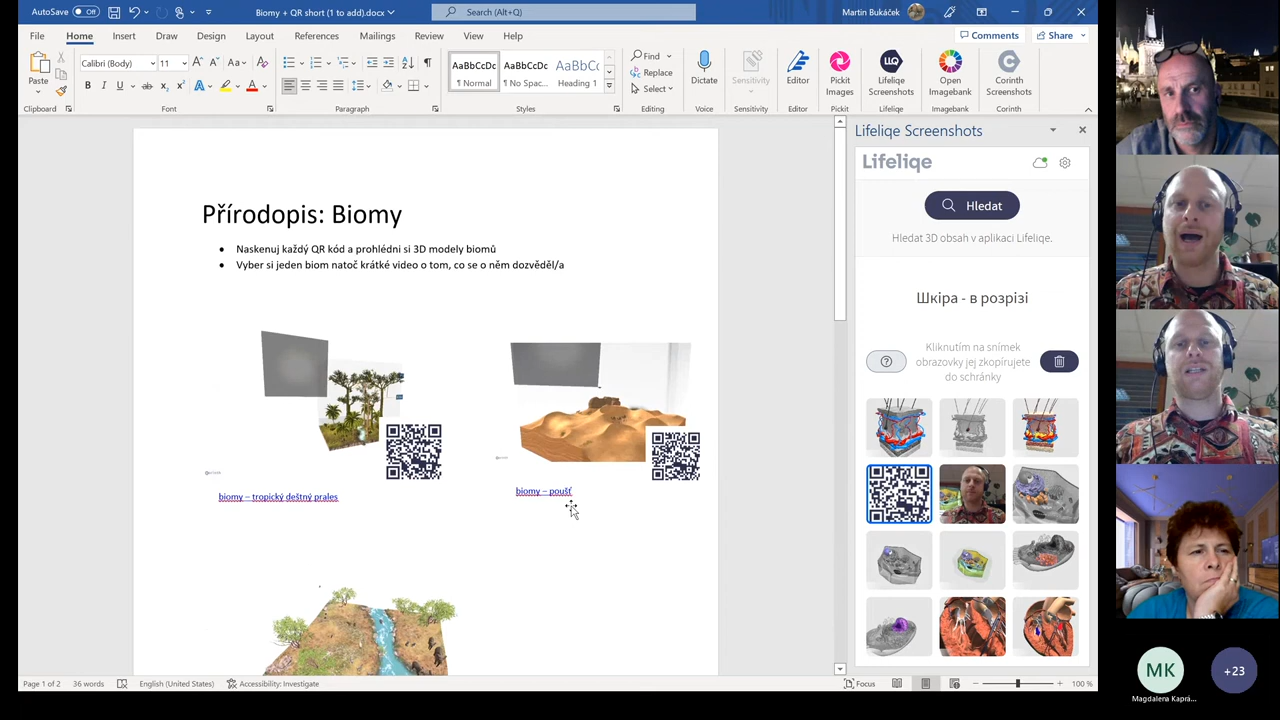 AutoSave
Off
Biomy + QR short (1 to add).docx
Search (Alt+Q)
Martin Bukáček
File
Home
Insert
Draw
Design
Layout
References
Mailings
Review
View
Help
Comments
Share
Paste
Calibri (Body)
11
AaBbCcDc
AaBbCcDc
AaBbCc
¶ Normal
¶ No Spac...
Heading 1
Find
Replace
Select
Dictate
Sensitivity
Editor
Pickit Images
Lifeliqe Screenshots
Open Imagebank
Corinth Screenshots
Clipboard
Font
Paragraph
Styles
Editing
Voice
Sensitivity
Editor
Pickit
Lifeliqe
Imagebank
Corinth
Přírodopis: Biomy
Naskenuj každý QR kód a prohlédni si 3D modely biomů
Vyber si jeden biom natoč krátké video o tom, co se o něm dozvěděl/a
biomy – tropický deštný prales
biomy – poušť
Lifeliqe Screenshots
Lifeliqe
Hledat
Hledat 3D obsah v aplikaci Lifeliqe.
Шкіра - в розрізі
Kliknutím na snímek
obrazovky jej zkopírujete
do schránky
Page 1 of 2
36 words
English (United States)
Accessibility: Investigate
Focus
100 %
MK
Magdalera Kaprá...
+23